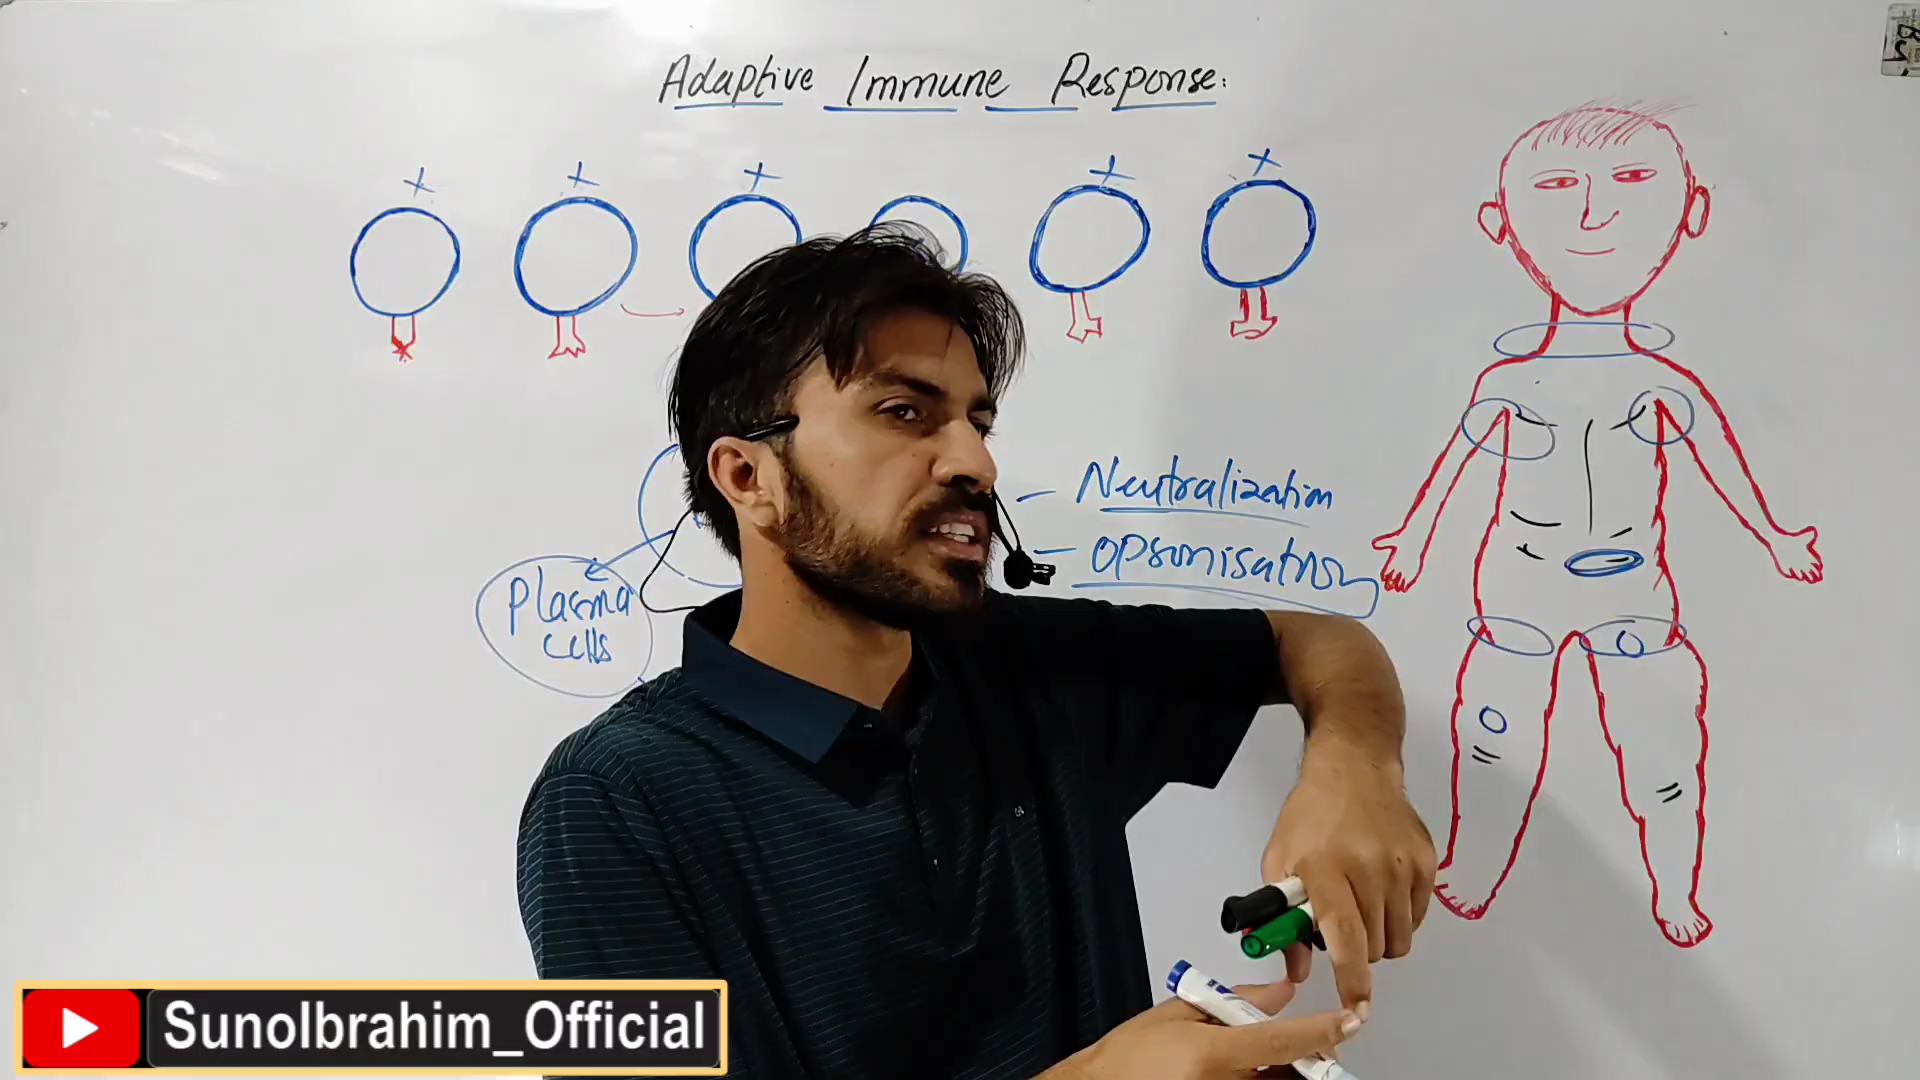 Adaptive Immune Response:
– Neutralization
– Opsonisation
Plasma
cells
SunoIbrahim_Official